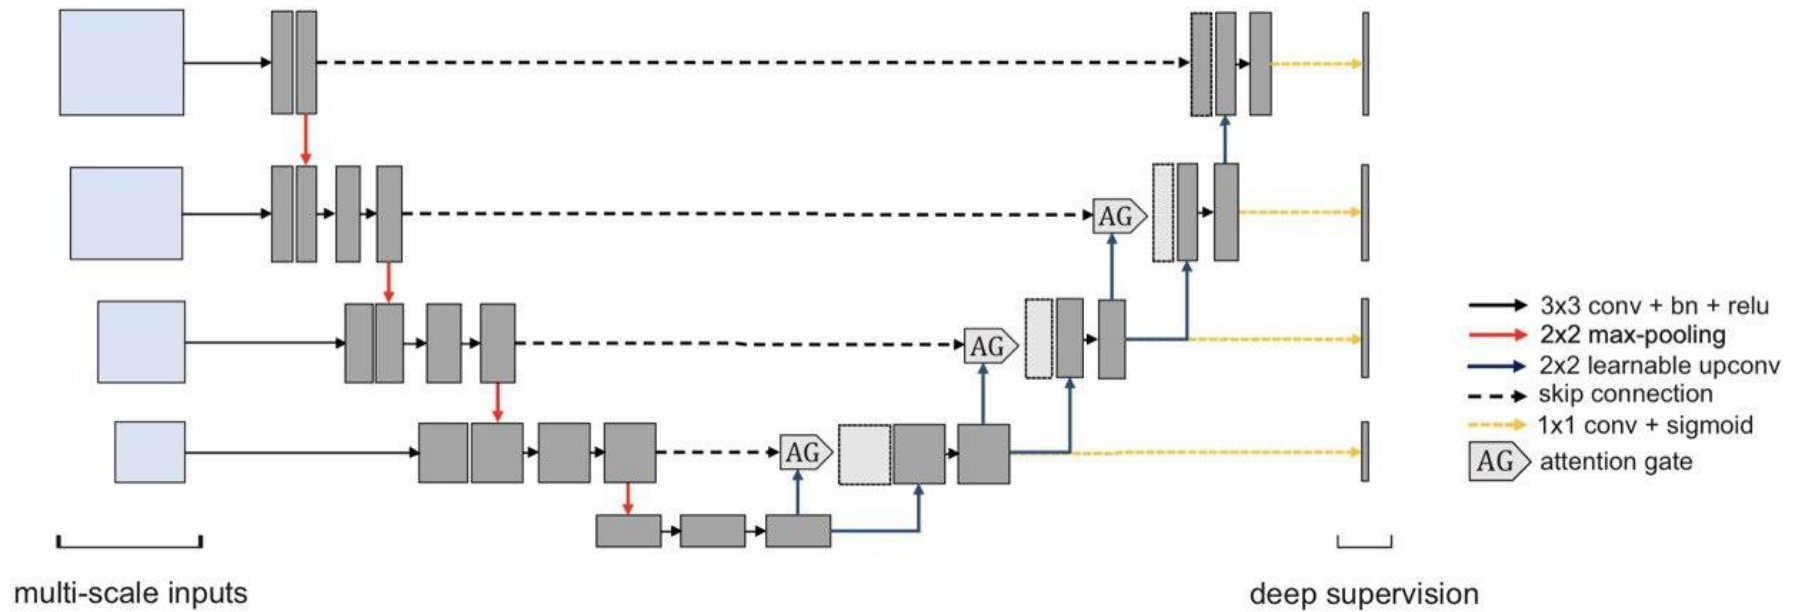 AG
AG
AG
3x3 conv + bn + relu
2x2 max-pooling
2x2 learnable upconv
skip connection
1x1 conv + sigmoid
AG attention gate
multi-scale inputs
deep supervision